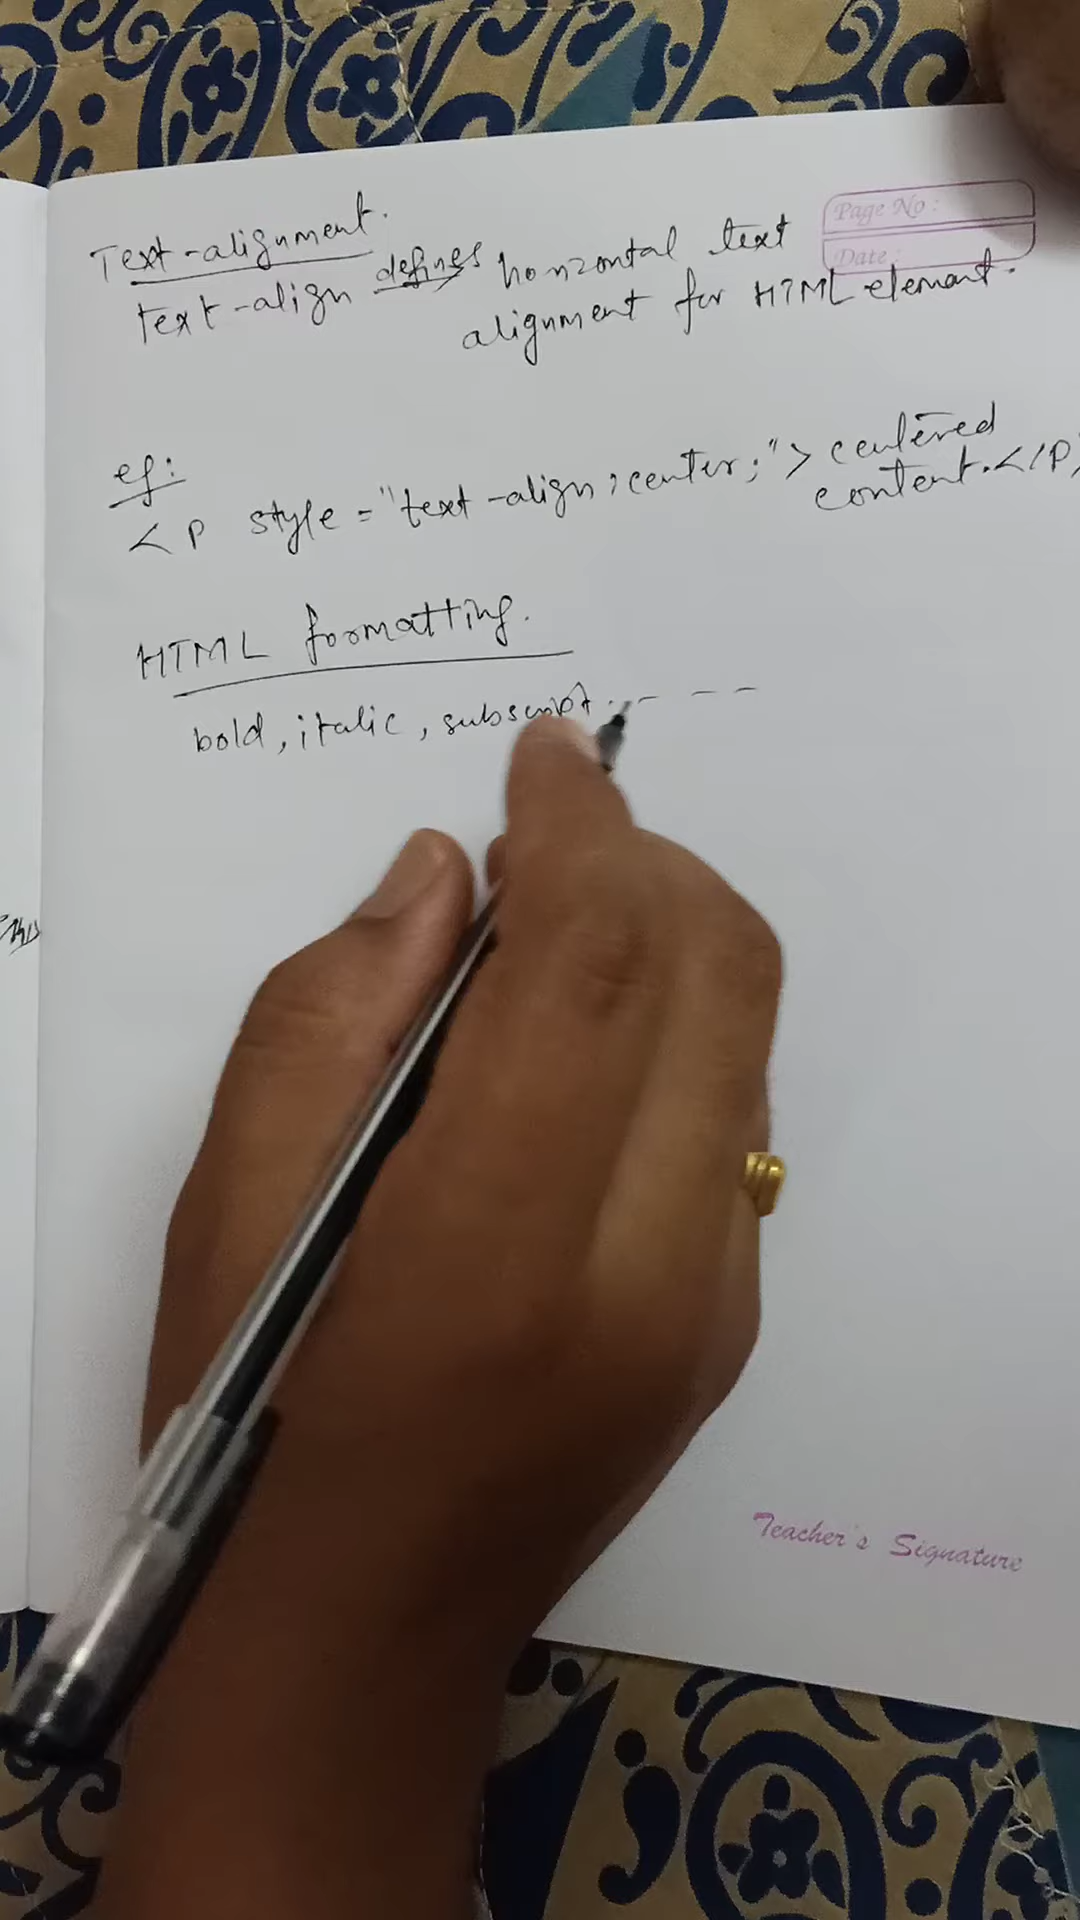 Page No :
Date :
Text-alignment.
text-align defines horizontal text
alignment for HTML element.
eg:
<P style="text-align:center;">centered
content.</P>
HTML formatting.
bold, italic, subscript . - - -
Teacher's Signature